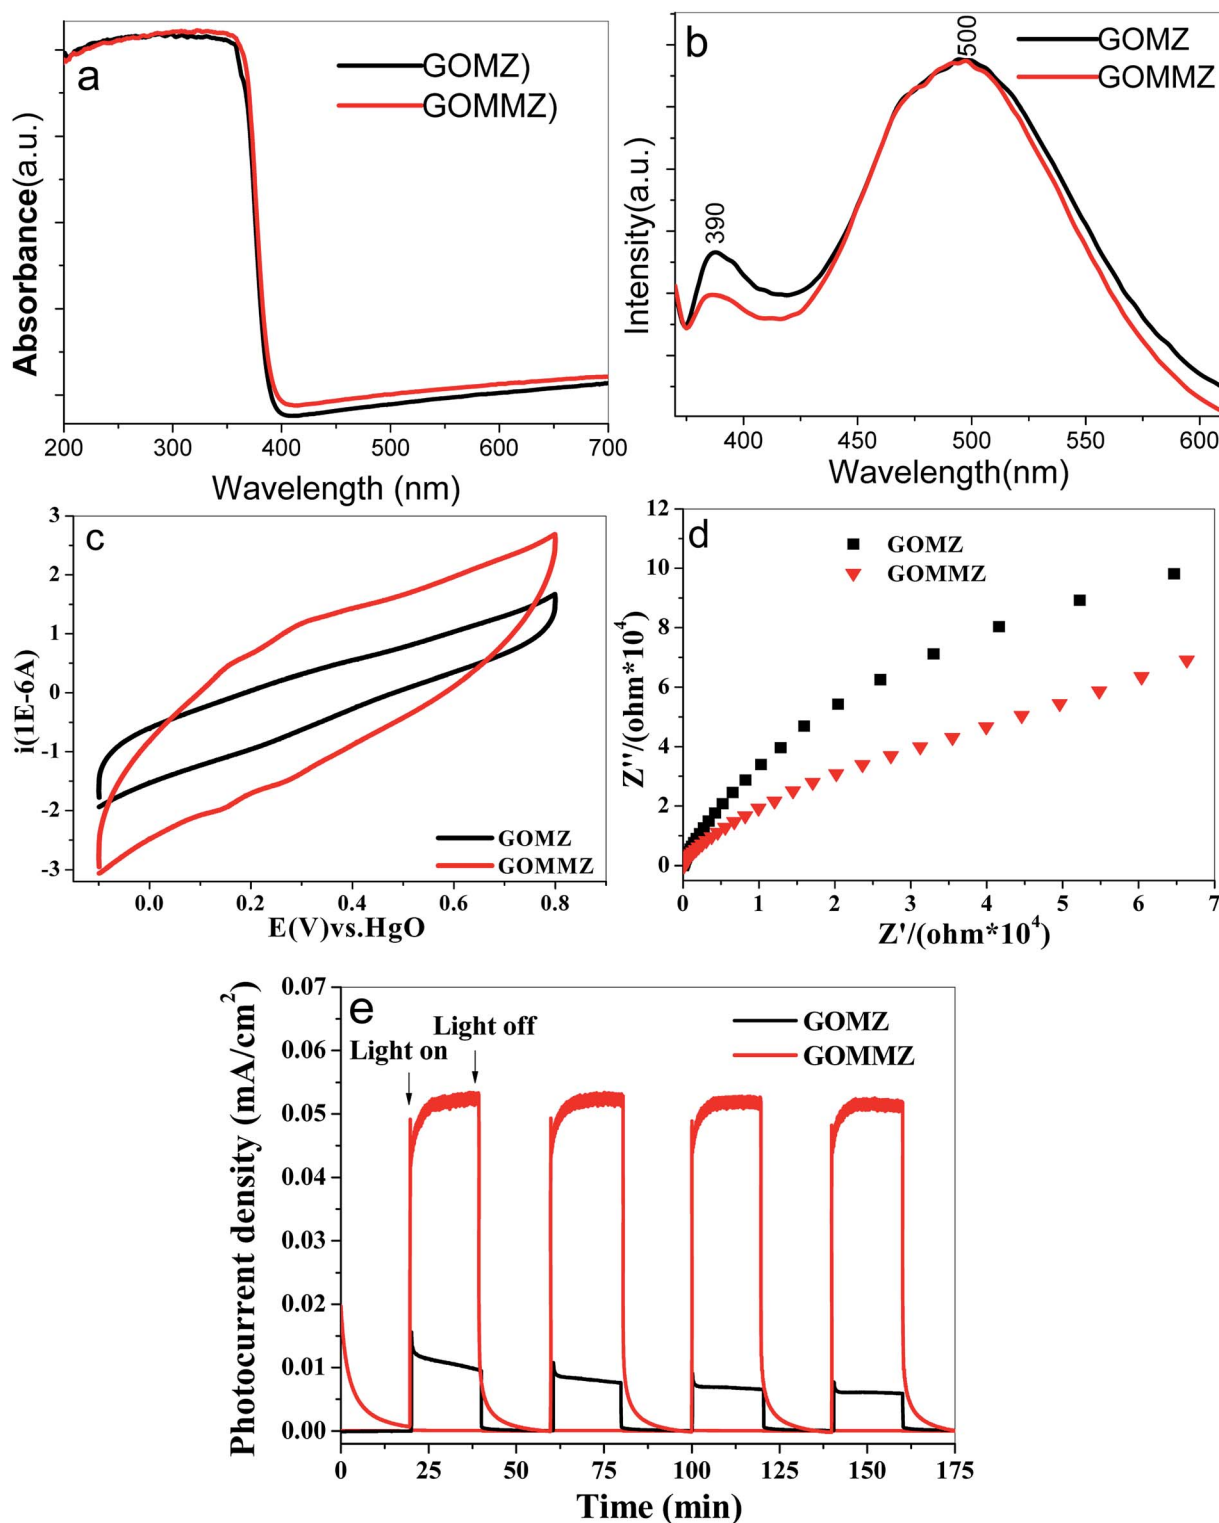 a
GOMZ)
GOMMZ)
Absorbance(a.u.)
200 300 400 500 600 700
Wavelength (nm)
b
500
GOMZ
GOMMZ
390
Intensity(a.u.)
400 450 500 550 600
Wavelength(nm)
c
3
2
1
0
-1
-2
-3
i(1E-6A)
GOMZ
GOMMZ
0.0 0.2 0.4 0.6 0.8
E(V)vs.HgO
d
12
10
8
6
4
2
0
GOMZ
GOMMZ
Z''/(ohm*10⁴)
0 1 2 3 4 5 6 7
Z'/(ohm*10⁴)
e
0.07
0.06
0.05
0.04
0.03
0.02
0.01
0.00
Light on
Light off
GOMZ
GOMMZ
Photocurrent density (mA/cm²)
0 25 50 75 100 125 150 175
Time (min)